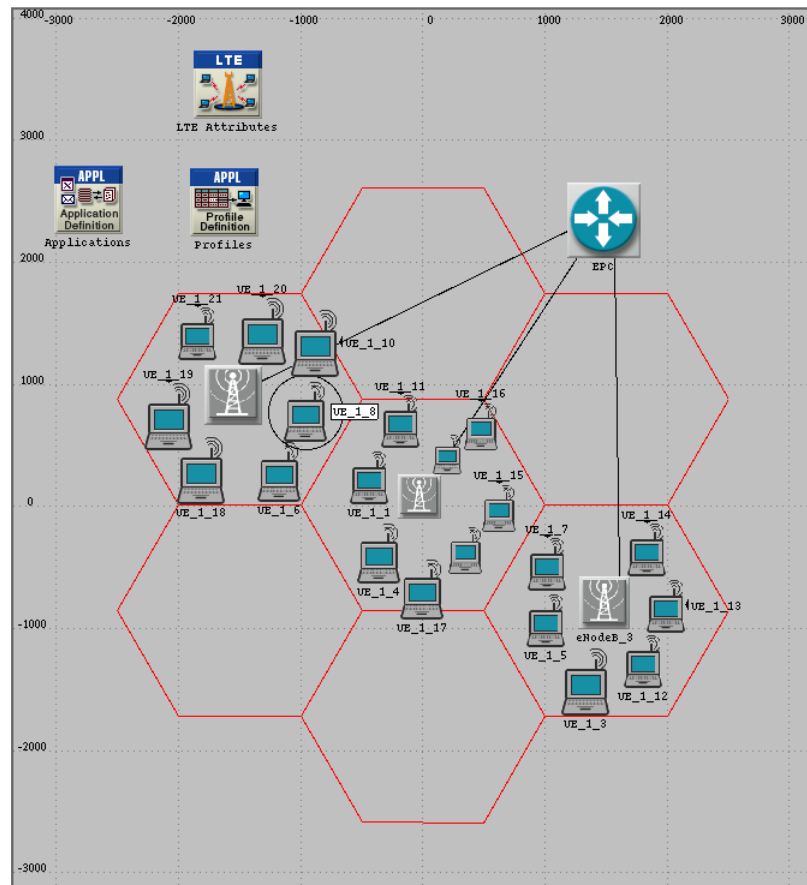 4000
-3000
-2000
-1000
0
1000
2000
3000
LTE
LTE Attributes
3000
APPL
Application
Definition
Applications
APPL
Profile
Definition
Profiles
EPC
2000
UE_1_20
UE_1_21
UE_1_10
UE_1_19
UE_1_11
UE_1_16
1000
UE_1_8
UE_1_15
UE_1_1
0
UE_1_18
UE_1_6
UE_1_14
UE_1_7
UE_1_4
UE_1_13
UE_1_17
-1000
eNodeB_3
UE_1_5
UE_1_12
UE_1_3
-2000
-3000